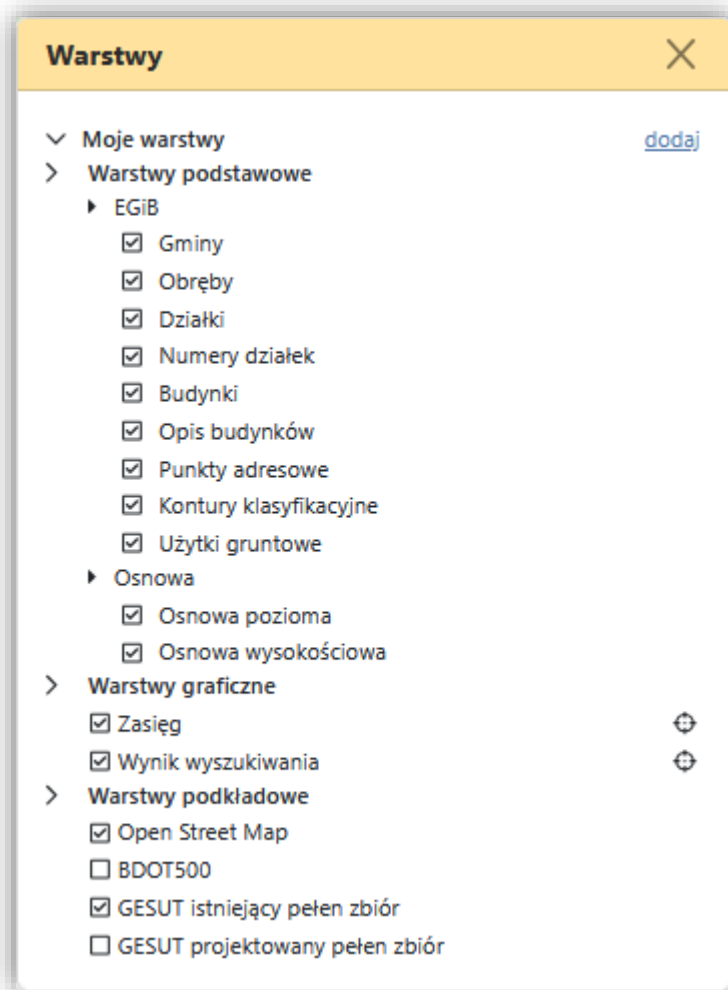 Warstwy
Moje warstwy dodaj
Warstwy podstawowe
EGiB
Gminy
Obręby
Działki
Numery działek
Budynki
Opis budynków
Punkty adresowe
Kontury klasyfikacyjne
Użytki gruntowe
Osnowa
Osnowa pozioma
Osnowa wysokościowa
Warstwy graficzne
Zasięg
Wynik wyszukiwania
Warstwy podkładowe
Open Street Map
BDOT500
GESUT istniejący pełen zbiór
GESUT projektowany pełen zbiór